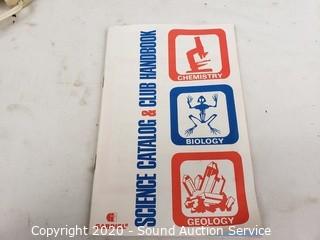 SCIENCE CATALOG & CLUB HANDBOOK
CHEMISTRY
BIOLOGY
GEOLOGY
Copyright 2020 - Sound Auction Service